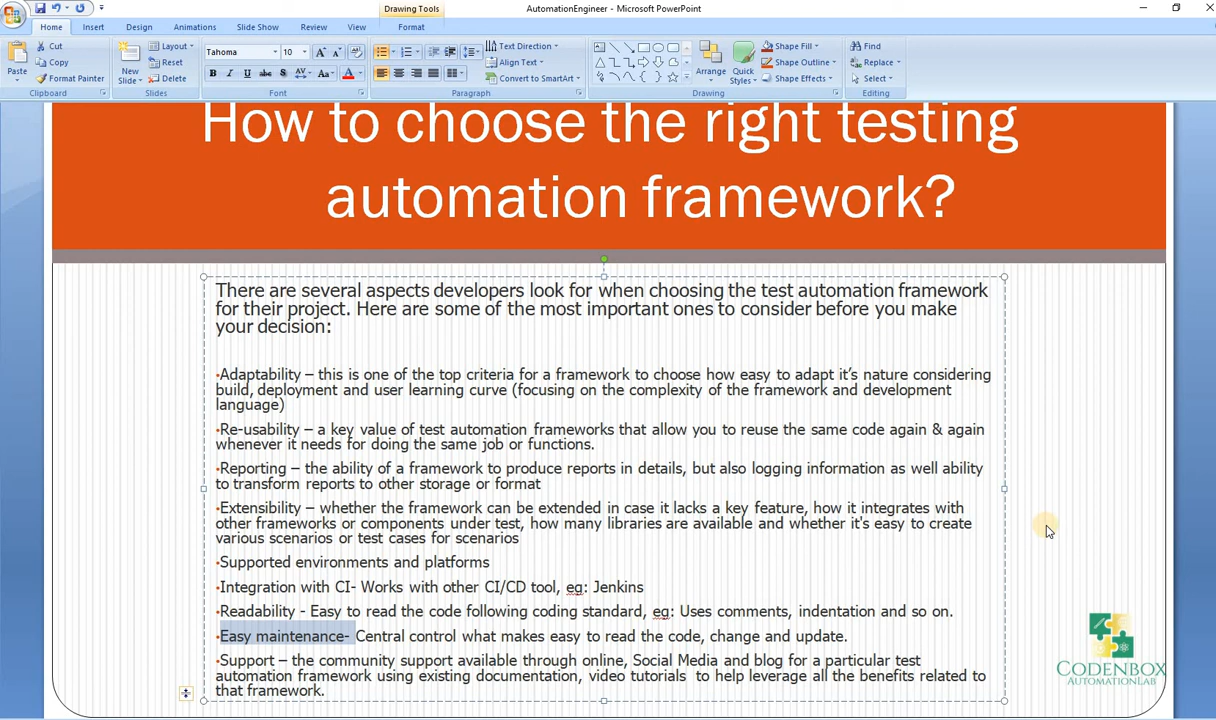 Drawing Tools
AutomationEngineer - Microsoft PowerPoint
Home Insert Design Animations Slide Show Review View Format
Paste
Cut
Copy
Format Painter
New Slide
Layout
Reset
Delete
Tahoma 10
B I U abc S AV Aa A
Text Direction
Align Text
Convert to SmartArt
Arrange
Quick Styles
Shape Fill
Shape Outline
Shape Effects
Find
Replace
Select
Clipboard Slides Font Paragraph Drawing Editing
How to choose the right testing
automation framework?
There are several aspects developers look for when choosing the test automation framework
for their project. Here are some of the most important ones to consider before you make
your decision:
•Adaptability – this is one of the top criteria for a framework to choose how easy to adapt it's nature considering
build, deployment and user learning curve (focusing on the complexity of the framework and development
language)
•Re-usability – a key value of test automation frameworks that allow you to reuse the same code again & again
whenever it needs for doing the same job or functions.
•Reporting – the ability of a framework to produce reports in details, but also logging information as well ability
to transform reports to other storage or format
•Extensibility – whether the framework can be extended in case it lacks a key feature, how it integrates with
other frameworks or components under test, how many libraries are available and whether it's easy to create
various scenarios or test cases for scenarios
•Supported environments and platforms
•Integration with CI- Works with other CI/CD tool, eg: Jenkins
•Readability - Easy to read the code following coding standard, eg: Uses comments, indentation and so on.
•Easy maintenance- Central control what makes easy to read the code, change and update.
•Support – the community support available through online, Social Media and blog for a particular test
automation framework using existing documentation, video tutorials to help leverage all the benefits related to
that framework.
CODENBOX
AUTOMATIONLAB